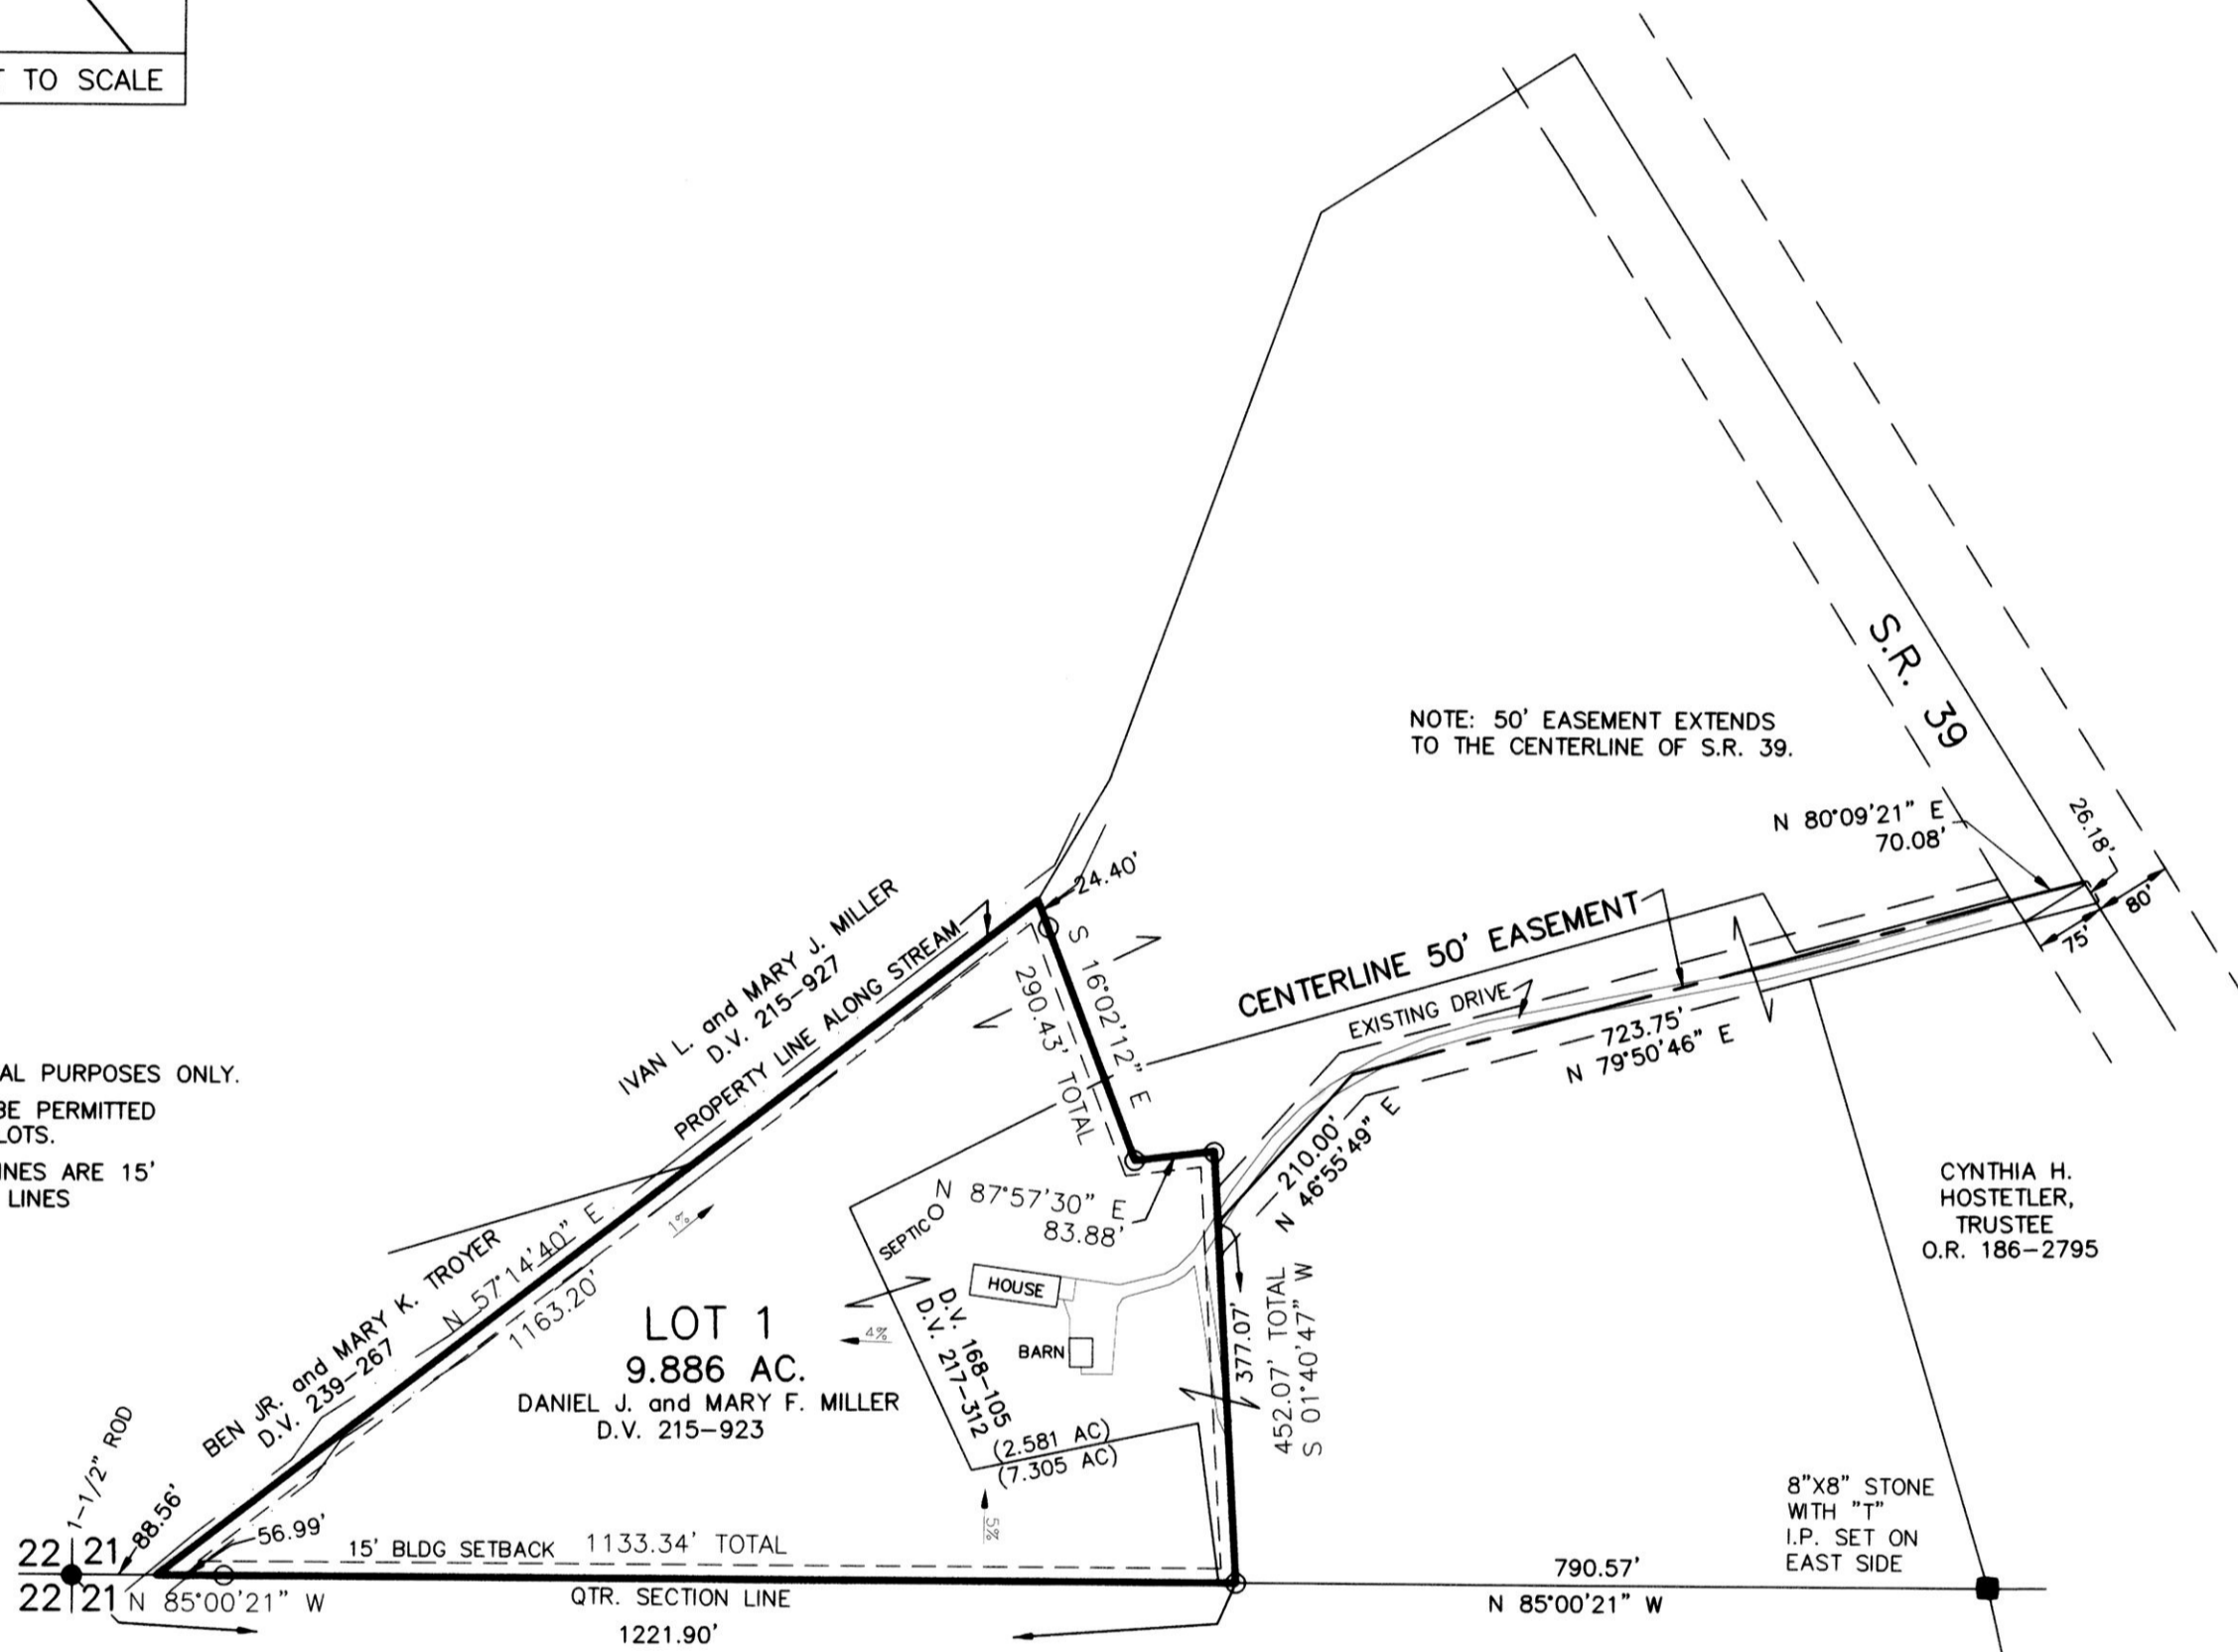 T TO SCALE
S.R. 39
NOTE: 50' EASEMENT EXTENDS
TO THE CENTERLINE OF S.R. 39.
N 80°09'21" E
70.08'
26.18'
80'
75'
24.40'
IVAN L. and MARY J. MILLER
D.V. 215-927
PROPERTY LINE ALONG STREAM
S 16°02'12" E
290.43' TOTAL
CENTERLINE 50' EASEMENT
EXISTING DRIVE
723.75'
N 79°50'46" E
210.00'
N 46°55'49" E
AL PURPOSES ONLY.
BE PERMITTED
LOTS.
INES ARE 15'
LINES
N 87°57'30" E
83.88'
SEPTIC
HOUSE
BARN
D.V. 168-105
D.V. 217-312
(2.581 AC)
(7.305 AC)
1%
4%
5%
BEN JR. and MARY K. TROYER
D.V. 239-267
N 57°14'40" E
1163.20'
LOT 1
9.886 AC.
DANIEL J. and MARY F. MILLER
D.V. 215-923
377.07'
452.07' TOTAL
S 01°40'47" W
CYNTHIA H.
HOSTETLER,
TRUSTEE
O.R. 186-2795
8"X8" STONE
WITH "T"
I.P. SET ON
EAST SIDE
1-1/2" ROD
88.56'
56.99'
22 21
22 21
15' BLDG SETBACK
1133.34' TOTAL
N 85°00'21" W
QTR. SECTION LINE
1221.90'
790.57'
N 85°00'21" W